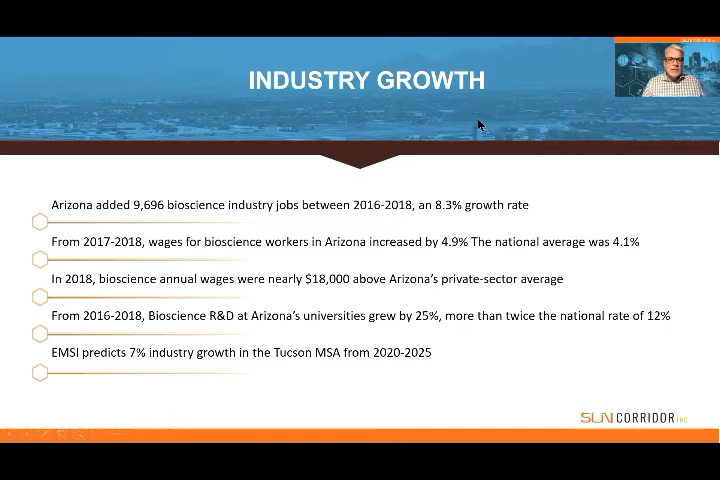 SUN CORRIDOR INC
INDUSTRY GROWTH
Arizona added 9,696 bioscience industry jobs between 2016-2018, an 8.3% growth rate
From 2017-2018, wages for bioscience workers in Arizona increased by 4.9% The national average was 4.1%
In 2018, bioscience annual wages were nearly $18,000 above Arizona’s private-sector average
From 2016-2018, Bioscience R&D at Arizona’s universities grew by 25%, more than twice the national rate of 12%
EMSI predicts 7% industry growth in the Tucson MSA from 2020-2025
SUN CORRIDOR INC